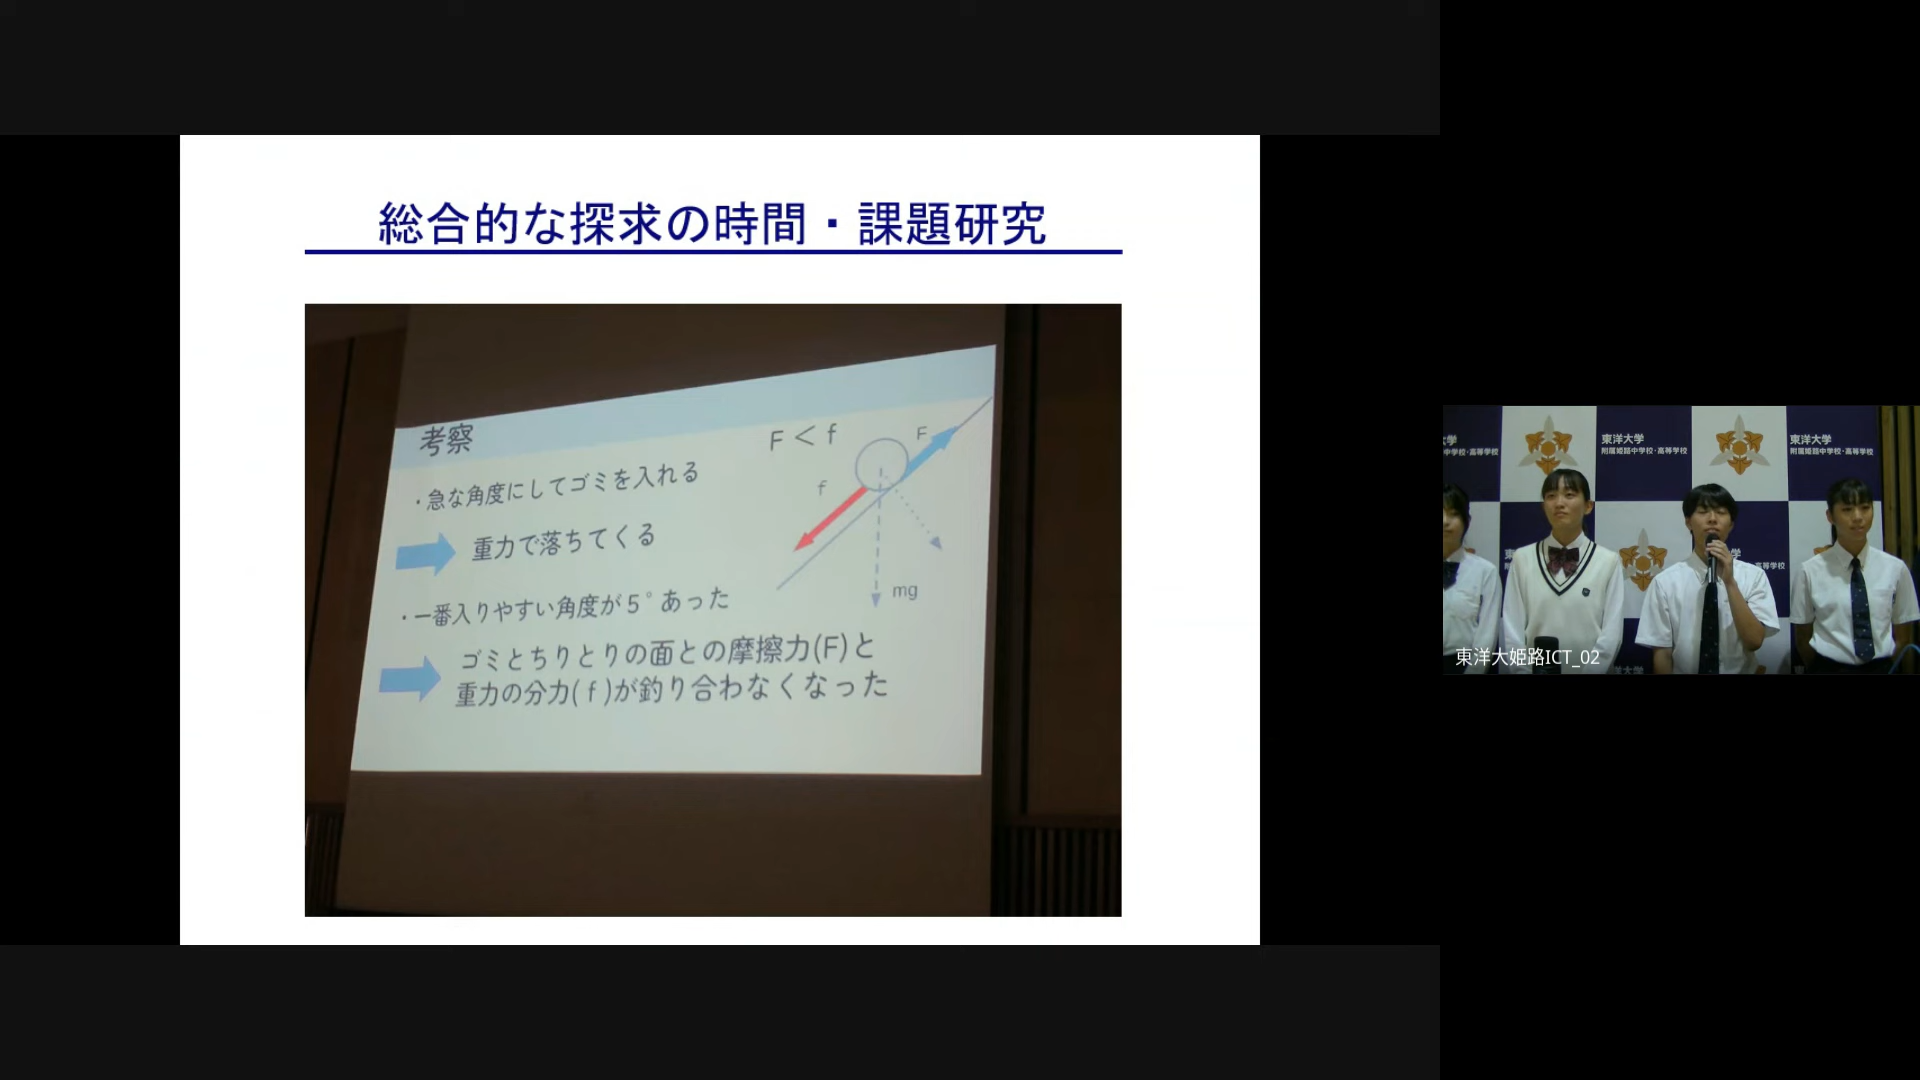 総合的な探求の時間・課題研究
考察
F < f
F
f
・急な角度にしてゴミを入れる
重力で落ちてくる
mg
・一番入りやすい角度が5°あった
ゴミとちりとりの面との摩擦力(F)と
重力の分力(f)が釣り合わなくなった
東洋大学
附属姫路中学校・高等学校
東洋大学
附属姫路中学校・高等学校
東洋大姫路ICT_02